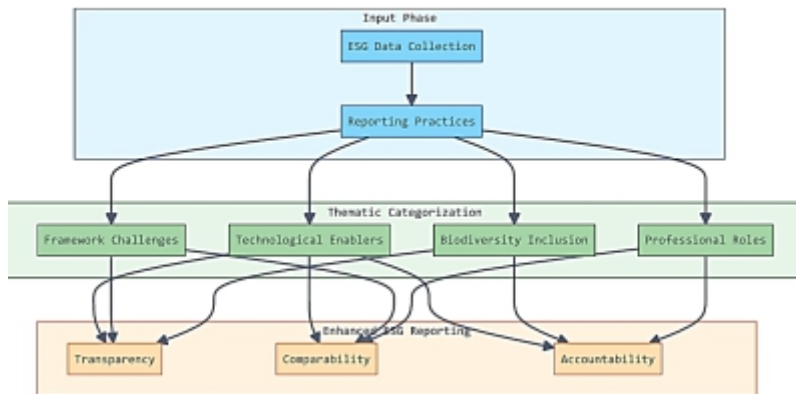 Input Phase
ESG Data Collection
Reporting Practices
Thematic Categorization
Framework Challenges
Technological Enablers
Biodiversity Inclusion
Professional Roles
Enhanced ESG Reporting
Transparency
Comparability
Accountability